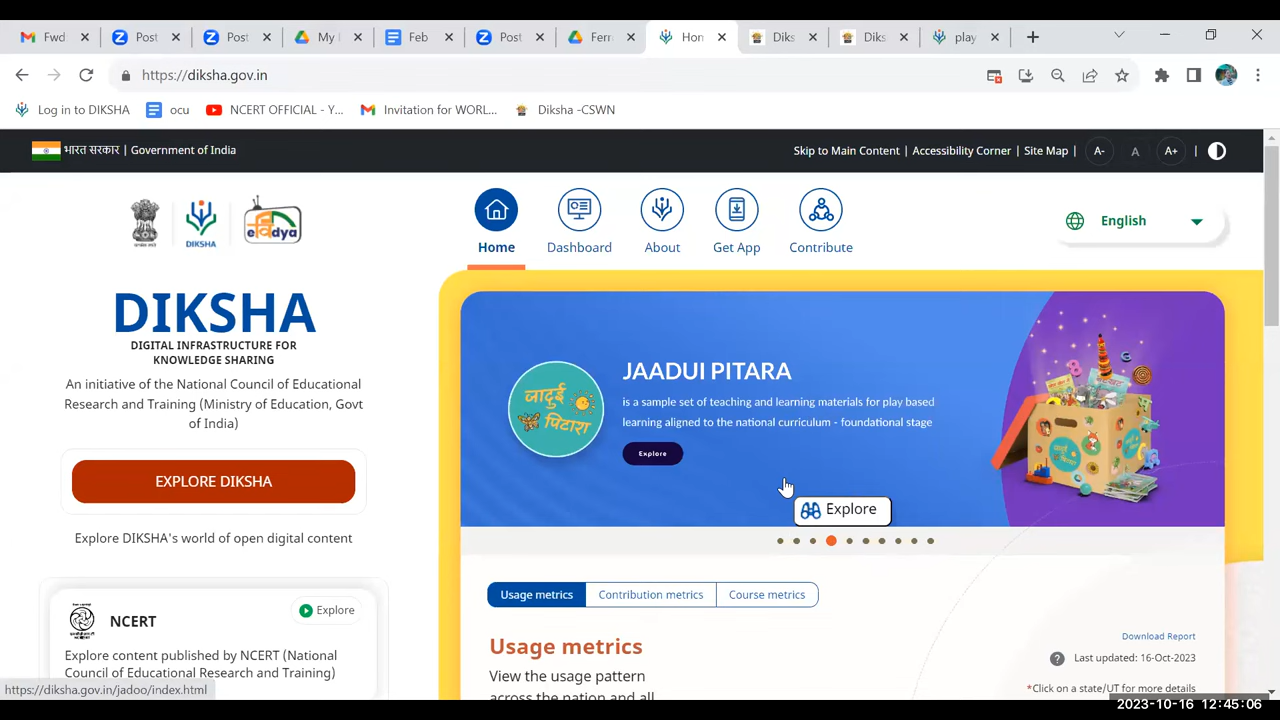 Fwd
Post
Post
My
Feb
Post
Ferr
Hon
Diks
Diks
play
https://diksha.gov.in
Log in to DIKSHA
ocu
NCERT OFFICIAL - Y...
Invitation for WORL...
Diksha -CSWN
भारत सरकार | Government of India
Skip to Main Content | Accessibility Corner | Site Map |
A-
A
A+
DIKSHA
eविद्या
Home
Dashboard
About
Get App
Contribute
English
DIKSHA
DIGITAL INFRASTRUCTURE FOR
KNOWLEDGE SHARING
An initiative of the National Council of Educational
Research and Training (Ministry of Education, Govt
of India)
EXPLORE DIKSHA
Explore DIKSHA's world of open digital content
जादुई
पिटारा
JAADUI PITARA
is a sample set of teaching and learning materials for play based
learning aligned to the national curriculum - foundational stage
Explore
Explore
NCERT
Explore
Explore content published by NCERT (National
Council of Educational Research and Training)
Usage metrics
Contribution metrics
Course metrics
Usage metrics
View the usage pattern
across the nation and all
Download Report
Last updated: 16-Oct-2023
*Click on a state/UT for more details
https://diksha.gov.in/jadoo/index.html
2023-10-16 12:45:06